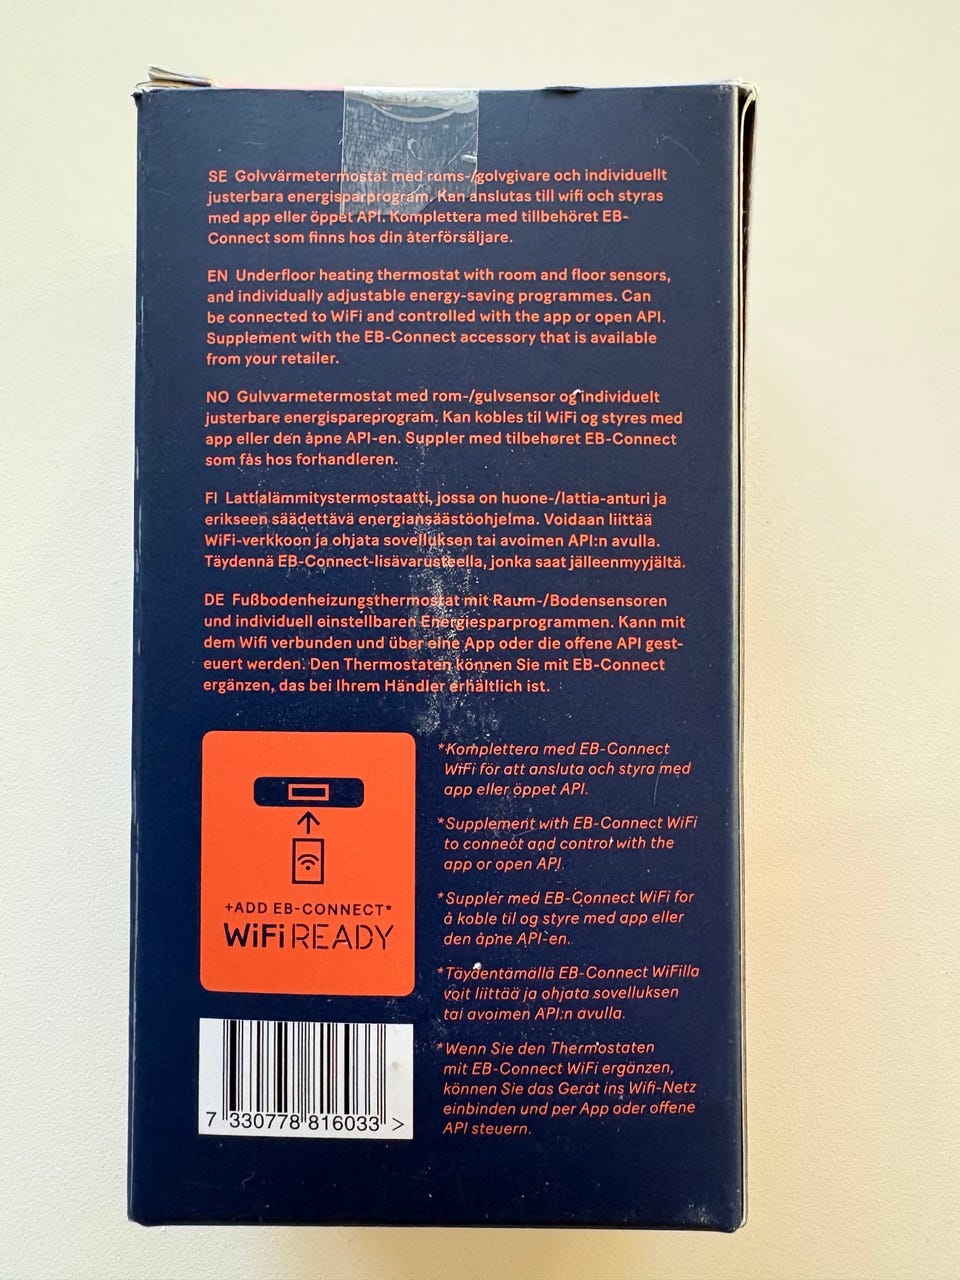 SE Golvvärmetermostat med rums-/golvgivare och individuellt
justerbara energisparprogram. Kan anslutas till wifi och styras
med app eller öppet API. Komplettera med tillbehöret EB-
Connect som finns hos din återförsäljare.
EN Underfloor heating thermostat with room and floor sensors,
and individually adjustable energy-saving programmes. Can
be connected to WiFi and controlled with the app or open API.
Supplement with the EB-Connect accessory that is available
from your retailer.
NO Gulvvarmetermostat med rom-/gulvsensor og individuelt
justerbare energispareprogram. Kan kobles til WiFi og styres med
app eller den åpne API-en. Suppler med tilbehøret EB-Connect
som fås hos forhandleren.
FI Lattialämmitystermostaatti, jossa on huone-/lattia-anturi ja
erikseen säädettävä energiansäästöohjelma. Voidaan liittää
WiFi-verkkoon ja ohjata sovelluksen tai avoimen API:n avulla.
Täydennä EB-Connect-lisävarusteella, jonka saat jälleenmyyjältä.
DE Fußbodenheizungsthermostat mit Raum-/Bodensensoren
und individuell einstellbaren Energiesparprogrammen. Kann mit
dem Wifi verbunden und über eine App oder die offene API gest-
euert werden. Den Thermostaten können Sie mit EB-Connect
ergänzen, das bei Ihrem Händler erhältlich ist.
+ADD EB-CONNECT*
WiFi READY
7 330778 816033 >
*Komplettera med EB-Connect
WiFi för att ansluta och styra med
app eller öppet API.
*Supplement with EB-Connect WiFi
to connect and control with the
app or open API.
*Suppler med EB-Connect WiFi for
å koble til og styre med app eller
den åpne API-en.
*Täydentämällä EB-Connect WiFilla
voit liittää ja ohjata sovelluksen
tai avoimen API:n avulla.
*Wenn Sie den Thermostaten
mit EB-Connect WiFi ergänzen,
können Sie das Gerät ins Wifi-Netz
einbinden und per App oder offene
API steuern.